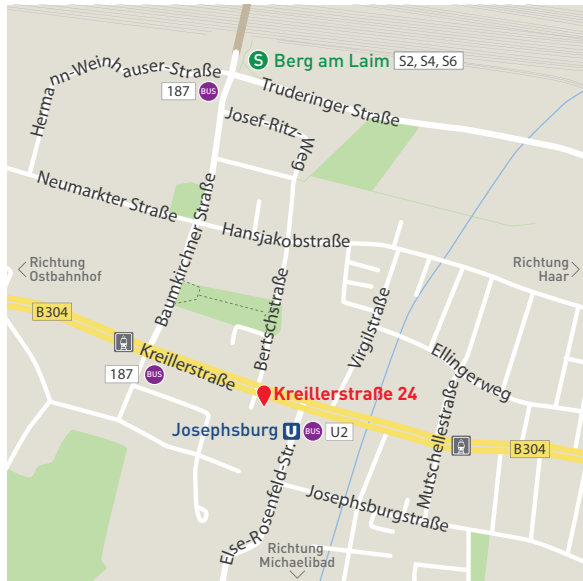 S Berg am Laim S2, S4, S6
Hermann-Weinhauser-Straße
187 BUS
Truderinger Straße
Josef-Ritz-Weg
Neumarkter Straße
Hansjakobstraße
Baumkirchner Straße
Richtung
Ostbahnhof
Richtung
Haar
B304
Bertschstraße
Virgilstraße
Ellingerweg
Kreillerstraße
187 BUS
Kreillerstraße 24
Mutschellestraße
Josephsburg U BUS U2
B304
Else-Rosenfeld-Str.
Josephsburgstraße
Richtung
Michaelibad